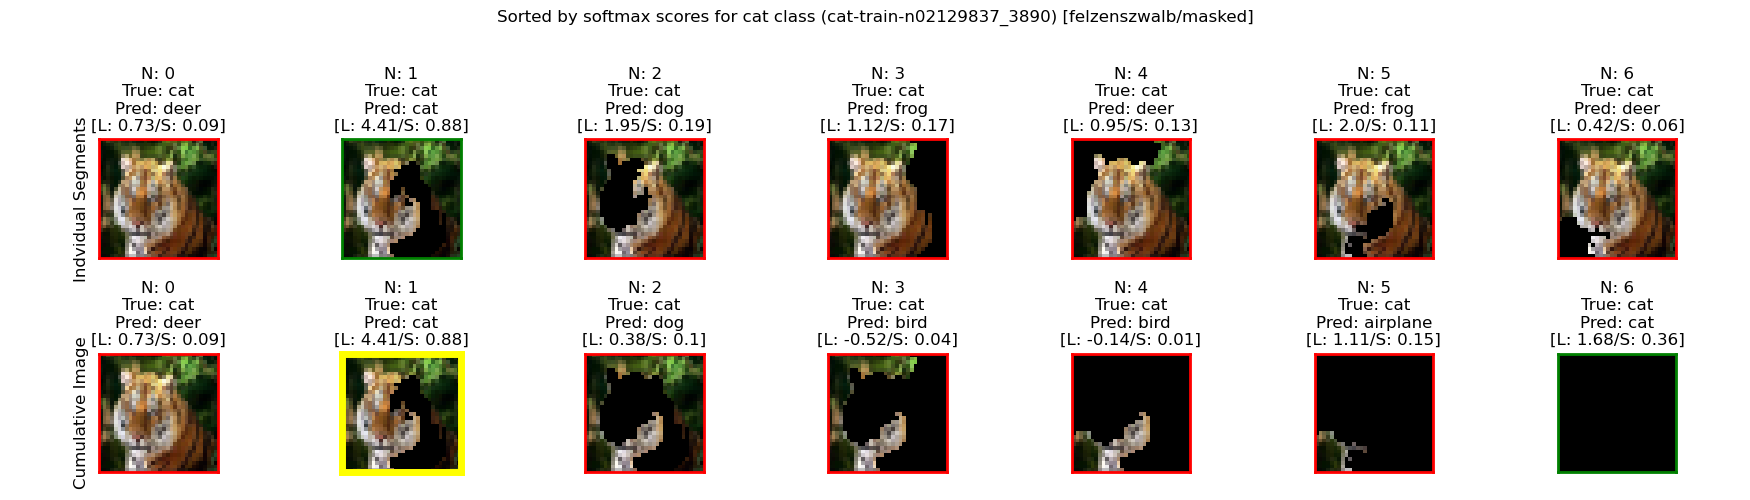 Sorted by softmax scores for cat class (cat-train-n02129837_3890) [felzenszwalb/masked]
Indvidual Segments
N: 0
True: cat
Pred: deer
[L: 0.73/S: 0.09]
N: 1
True: cat
Pred: cat
[L: 4.41/S: 0.88]
N: 2
True: cat
Pred: dog
[L: 1.95/S: 0.19]
N: 3
True: cat
Pred: frog
[L: 1.12/S: 0.17]
N: 4
True: cat
Pred: deer
[L: 0.95/S: 0.13]
N: 5
True: cat
Pred: frog
[L: 2.0/S: 0.11]
N: 6
True: cat
Pred: deer
[L: 0.42/S: 0.06]
Cumulative Image
N: 0
True: cat
Pred: deer
[L: 0.73/S: 0.09]
N: 1
True: cat
Pred: cat
[L: 4.41/S: 0.88]
N: 2
True: cat
Pred: dog
[L: 0.38/S: 0.1]
N: 3
True: cat
Pred: bird
[L: -0.52/S: 0.04]
N: 4
True: cat
Pred: bird
[L: -0.14/S: 0.01]
N: 5
True: cat
Pred: airplane
[L: 1.11/S: 0.15]
N: 6
True: cat
Pred: cat
[L: 1.68/S: 0.36]